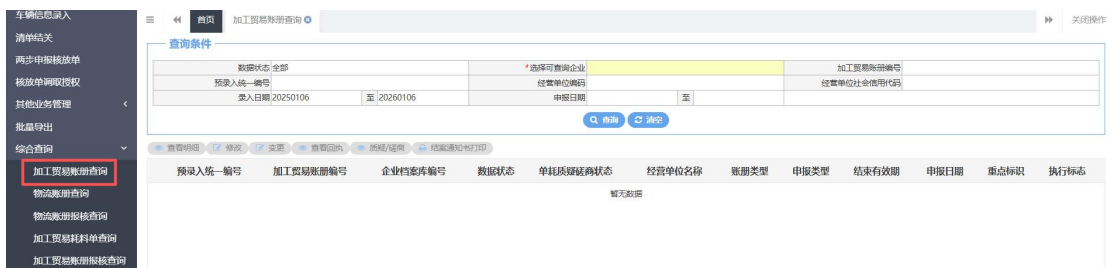 车辆信息录入
清单结关
两步申报核放单
核放单调取授权
其他业务管理
批量导出
综合查询
加工贸易账册查询
物流账册查询
物流账册报核查询
加工贸易耗料单查询
加工贸易账册报核查询
首页 加工贸易账册查询 关闭操作
查询条件
数据状态 全部 *选择可查询企业 加工贸易账册编号
预录入统一编号 经营单位编码 经营单位社会信用代码
录入日期 20250106 至 20260106 申报日期 至
查询 清空
查看明细 修改 变更 查看回执 质疑/磋商 结案通知书打印
预录入统一编号 加工贸易账册编号 企业档案库编号 数据状态 单耗质疑磋商状态 经营单位名称 账册类型 申报类型 结束有效期 申报日期 重点标识 执行标志
暂无数据